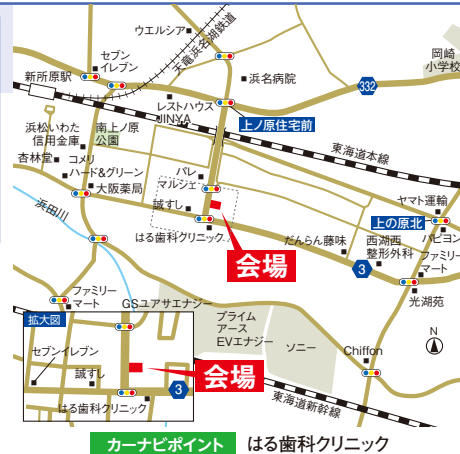 ウエルシア
天竜浜名湖鉄道
岡崎
小学校
セブン
イレブン
新所原駅
浜名病院
332
レストハウス
JINYA
上ノ原住宅前
浜松いわた
信用金庫
南上ノ原
公園
東海道本線
杏林堂
コメリ
ハード&グリーン
大阪薬局
パレ
マルシェ
ヤマト運輸
浜田川
誠すし
上の原北
パピヨン
はる歯科クリニック
会場
だんらん藤味
西湖西
整形外科
ファミリー
マート
3
光湖苑
ファミリー
マート
GSユアサエナジー
プライム
アース
EVエナジー
ソニー
Chiffon
N
拡大図
セブンイレブン
誠すし
会場
3
はる歯科クリニック
東海道新幹線
カーナビポイント はる歯科クリニック